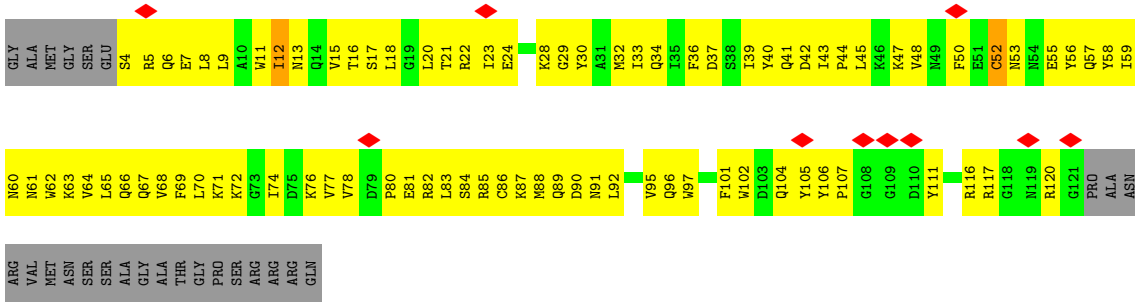 GLY ALA MET GLY SER GLU S4 R5 Q6 E7 L8 L9 A10 W11 I12 N13 Q14 V15 T16 S17 L18 G19 L20 T21 R22 I23 E24 K28 G29 Y30 A31 M32 I33 Q34 I35 F36 D37 S38 I39 Y40 Q41 D42 I43 P44 L45 K46 K47 V48 N49 F50 E51 C52 N53 N54 E55 Y56 Q57 Y58 I59
N60 N61 W62 K63 V64 L65 Q66 Q67 V68 F69 L70 K71 K72 G73 I74 D75 K76 V77 V78 D79 P80 E81 R82 L83 S84 R85 C86 K87 M88 Q89 D90 N91 L92 V95 Q96 W97 F101 W102 D103 Q104 Y105 Y106 P107 G108 G109 D110 Y111 R116 R117 G118 N119 R120 G121 PRO ALA ASN
ARG VAL MET ASN SER SER ALA GLY ALA THR GLY PRO SER ARG ARG ARG GLN